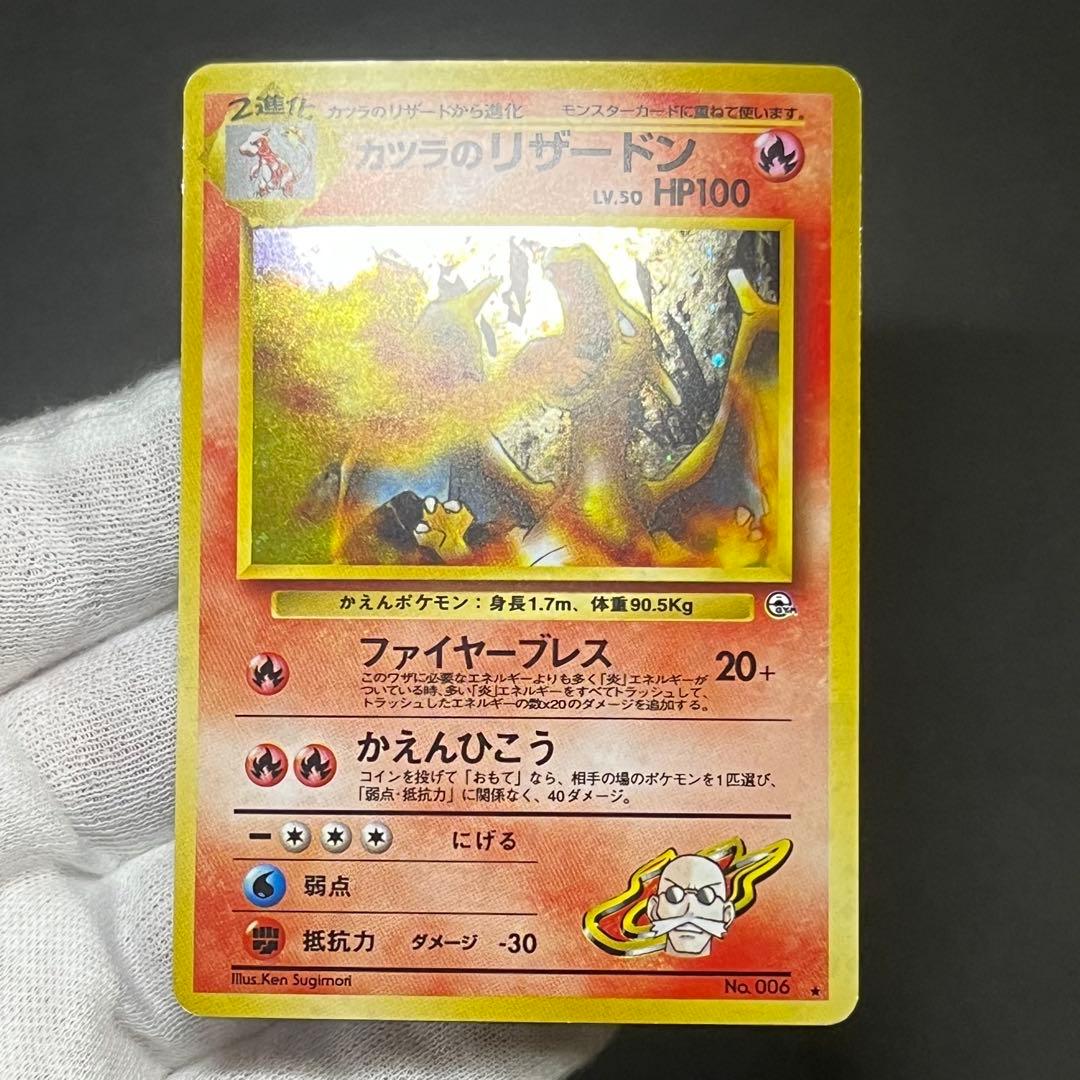 2進化 カツラのリザードから進化 モンスターカードに重ねて使います。
カツラのリザードン
LV.50 HP100
かえんポケモン：身長1.7m、体重90.5Kg
GYM
ファイヤーブレス 20+
このワザに必要なエネルギーよりも多く「炎」エネルギーが
ついている時、多い「炎」エネルギーをすべてトラッシュして、
トラッシュしたエネルギーの数x20のダメージを追加する。
かえんひこう
コインを投げて「おもて」なら、相手の場のポケモンを1匹選び、
「弱点・抵抗力」に関係なく、40ダメージ。
ー にげる
弱点
抵抗力 ダメージ -30
Illus.Ken Sugimori No. 006 ★